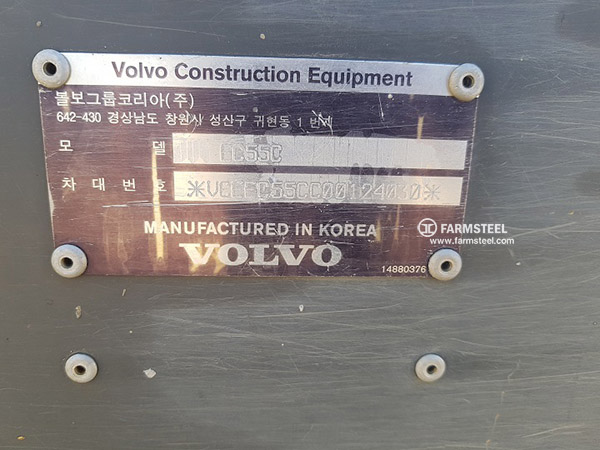 Volvo Construction Equipment
볼보그룹코리아(주)
642-430 경상남도 창원시 성산구 귀현동 1 번지
모 델 EC55C
차 대 번 호
MANUFACTURED IN KOREA
VOLVO
14880376
FARMSTEEL
www.farmsteel.com